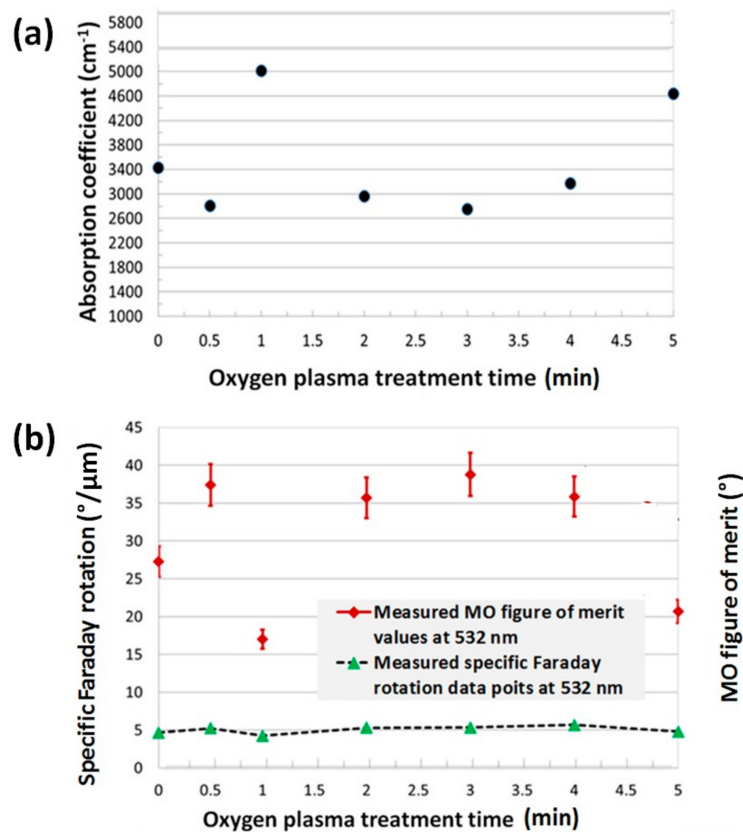 (a)
Absorption coefficient (cm-1)
5800
5400
5000
4600
4200
3800
3400
3000
2600
2200
1800
1400
1000
0 0.5 1 1.5 2 2.5 3 3.5 4 4.5 5
Oxygen plasma treatment time (min)
(b)
Specific Faraday rotation (°/μm)
45
40
35
30
25
20
15
10
5
0
Measured MO figure of merit
values at 532 nm
Measured specific Faraday
rotation data poits at 532 nm
MO figure of merit (°)
0 0.5 1 1.5 2 2.5 3 3.5 4 4.5 5
Oxygen plasma treatment time (min)